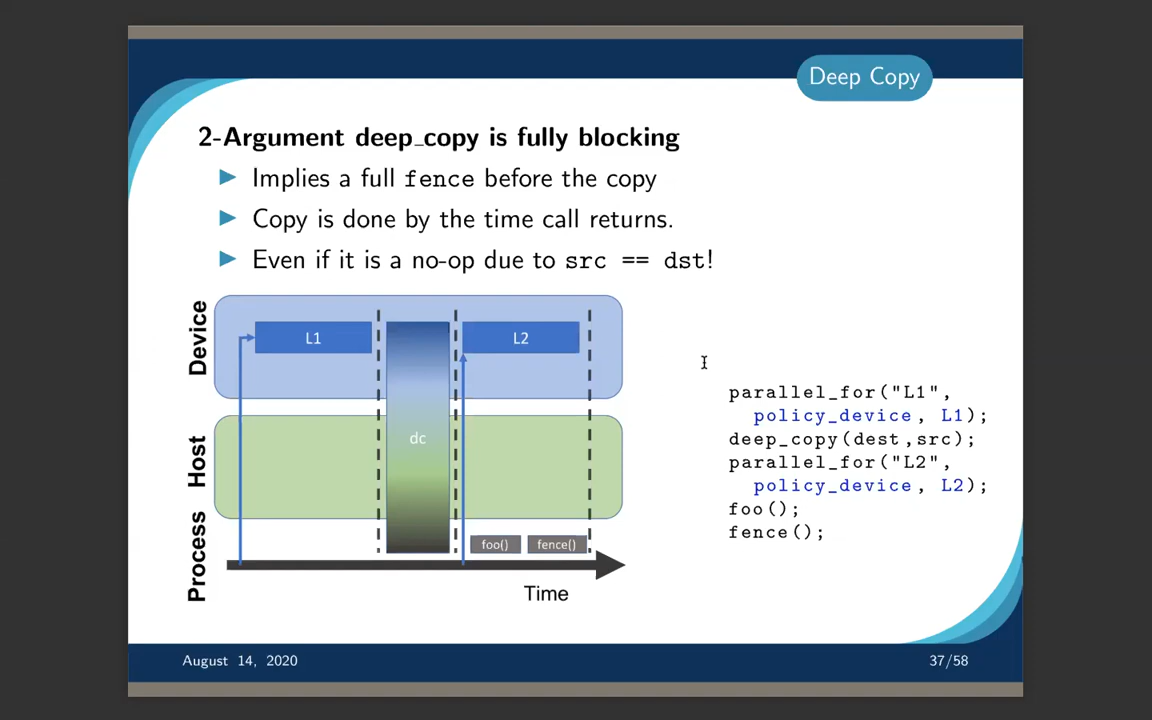 Deep Copy
2-Argument deep_copy is fully blocking
Implies a full fence before the copy
Copy is done by the time call returns.
Even if it is a no-op due to src == dst!
Device
L1
L2
Host
dc
Process
foo()
fence()
Time
parallel_for("L1",
policy_device, L1);
deep_copy(dest,src);
parallel_for("L2",
policy_device, L2);
foo();
fence();
August 14, 2020
37/58